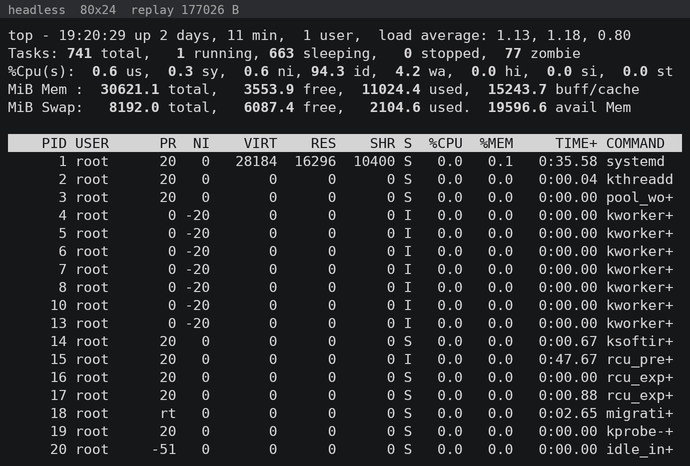 headless  80x24  replay 177026 B
top - 19:20:29 up 2 days, 11 min,  1 user,  load average: 1.13, 1.18, 0.80
Tasks: 741 total,   1 running, 663 sleeping,   0 stopped,  77 zombie
%Cpu(s):  0.6 us,  0.3 sy,  0.6 ni, 94.3 id,  4.2 wa,  0.0 hi,  0.0 si,  0.0 st
MiB Mem :  30621.1 total,   3553.9 free,  11024.4 used,  15243.7 buff/cache
MiB Swap:   8192.0 total,   6087.4 free,   2104.6 used.  19596.6 avail Mem
    PID USER      PR  NI    VIRT    RES    SHR S  %CPU  %MEM     TIME+ COMMAND
      1 root      20   0   28184  16296  10400 S   0.0   0.1   0:35.58 systemd
      2 root      20   0       0      0      0 S   0.0   0.0   0:00.04 kthreadd
      3 root      20   0       0      0      0 S   0.0   0.0   0:00.00 pool_wo+
      4 root       0 -20       0      0      0 I   0.0   0.0   0:00.00 kworker+
      5 root       0 -20       0      0      0 I   0.0   0.0   0:00.00 kworker+
      6 root       0 -20       0      0      0 I   0.0   0.0   0:00.00 kworker+
      7 root       0 -20       0      0      0 I   0.0   0.0   0:00.00 kworker+
      8 root       0 -20       0      0      0 I   0.0   0.0   0:00.00 kworker+
     10 root       0 -20       0      0      0 I   0.0   0.0   0:00.00 kworker+
     13 root       0 -20       0      0      0 I   0.0   0.0   0:00.00 kworker+
     14 root      20   0       0      0      0 S   0.0   0.0   0:00.67 ksoftir+
     15 root      20   0       0      0      0 I   0.0   0.0   0:47.67 rcu_pre+
     16 root      20   0       0      0      0 S   0.0   0.0   0:00.00 rcu_exp+
     17 root      20   0       0      0      0 S   0.0   0.0   0:00.88 rcu_exp+
     18 root      rt   0       0      0      0 S   0.0   0.0   0:02.65 migrati+
     19 root      20   0       0      0      0 S   0.0   0.0   0:00.00 kprobe-+
     20 root     -51   0       0      0      0 S   0.0   0.0   0:00.00 idle_in+